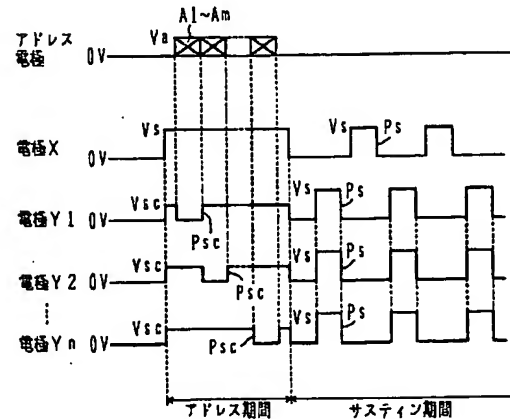 A1~Am
アドレス
電極
Va
0V
電極X
Vs
0V
Vs
Ps
電極Y1
Vsc
0V
Psc
Vs
Ps
電極Y2
Vsc
0V
Psc
Vs
Ps
電極Yn
Vsc
0V
Psc
Vs
Ps
アドレス期間
サスティン期間